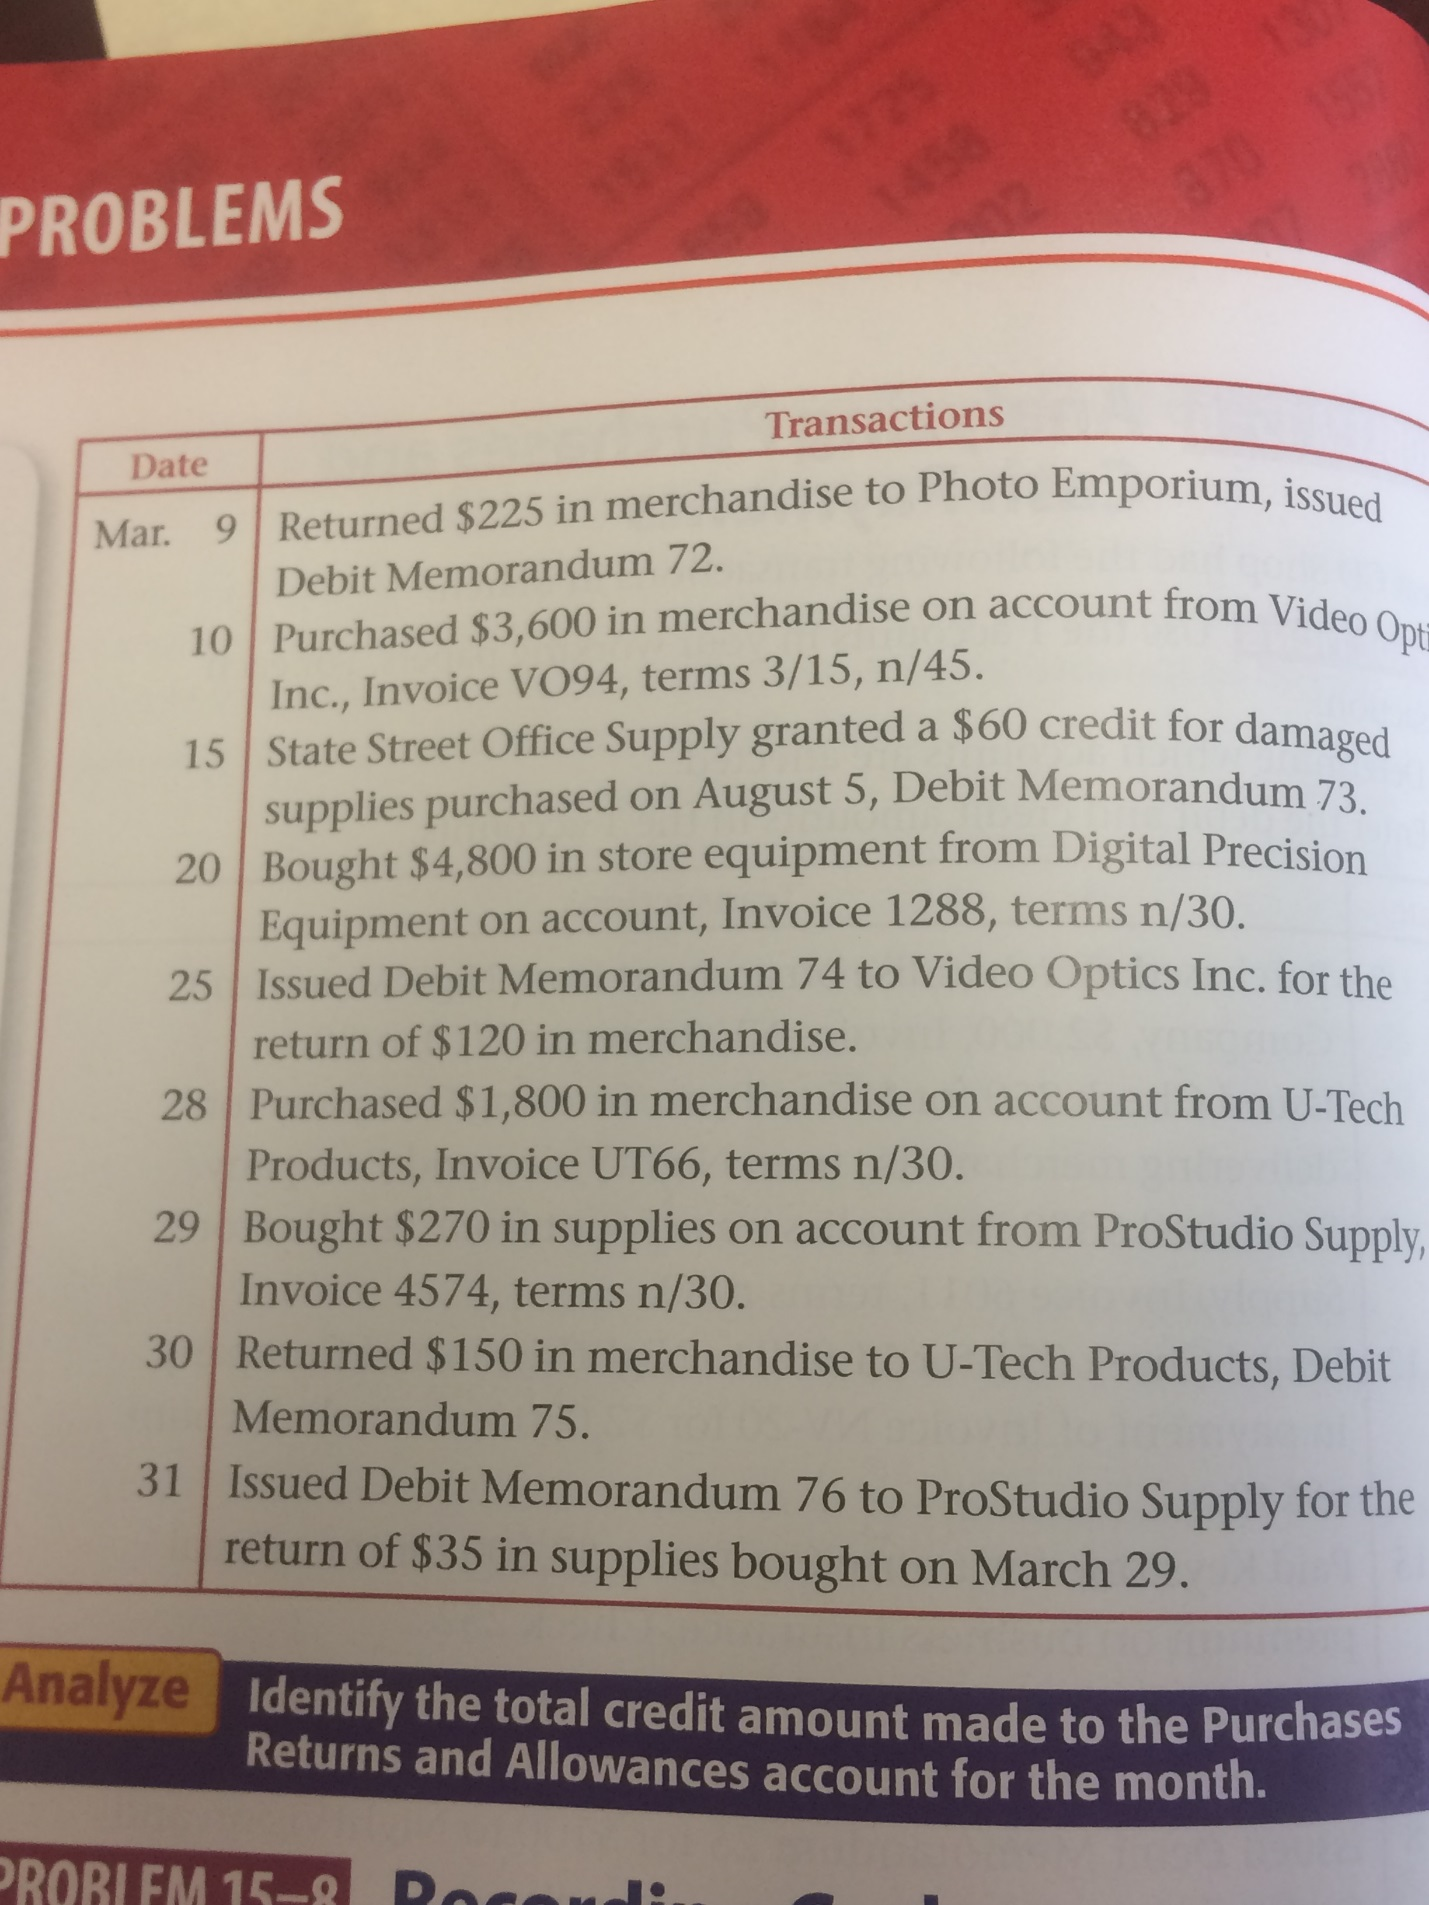 PROBLEMS
Transactions
Date
Mar. 9 Returned $225 in merchandise to Photo Emporium, issued
Debit Memorandum 72.
10 Purchased $3,600 in merchandise on account from Video Opti
Inc., Invoice VO94, terms 3/15, n/45.
15 State Street Office Supply granted a $60 credit for damaged
supplies purchased on August 5, Debit Memorandum 73.
20 Bought $4,800 in store equipment from Digital Precision
Equipment on account, Invoice 1288, terms n/30.
25 Issued Debit Memorandum 74 to Video Optics Inc. for the
return of $120 in merchandise.
28 Purchased $1,800 in merchandise on account from U-Tech
Products, Invoice UT66, terms n/30.
29 Bought $270 in supplies on account from ProStudio Supply,
Invoice 4574, terms n/30.
30 Returned $150 in merchandise to U-Tech Products, Debit
Memorandum 75.
31 Issued Debit Memorandum 76 to ProStudio Supply for the
return of $35 in supplies bought on March 29.
Analyze
Identify the total credit amount made to the Purchases
Returns and Allowances account for the month.
PROBLEM 15–8